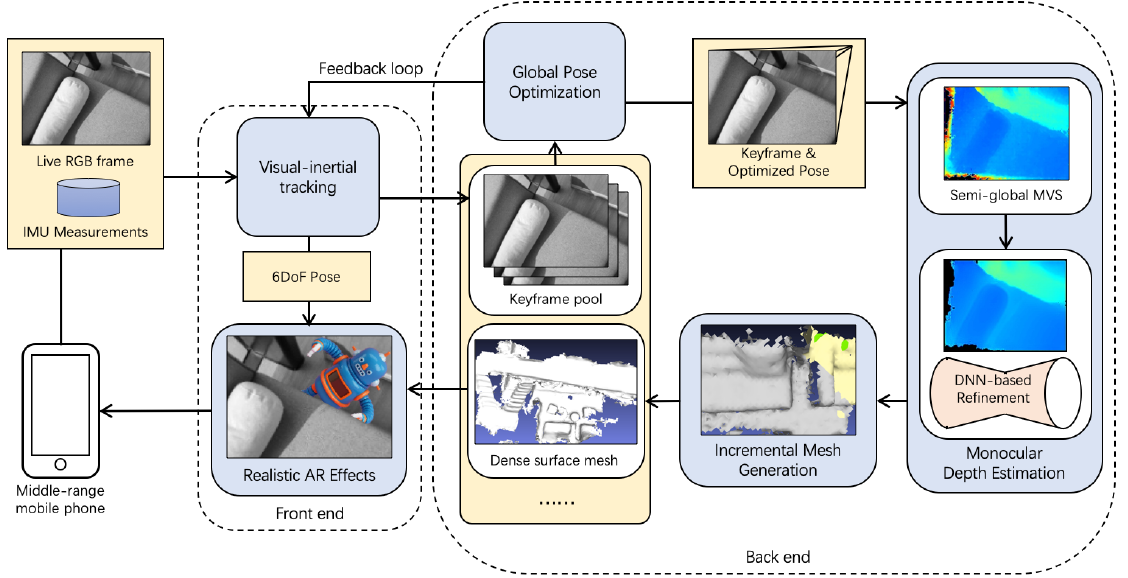 Live RGB frame
IMU Measurements
Middle-range
mobile phone
Feedback loop
Visual-inertial
tracking
6DoF Pose
Realistic AR Effects
Front end
Global Pose
Optimization
Keyframe pool
Dense surface mesh
......
Keyframe &
Optimized Pose
Semi-global MVS
DNN-based
Refinement
Monocular
Depth Estimation
Incremental Mesh
Generation
Back end